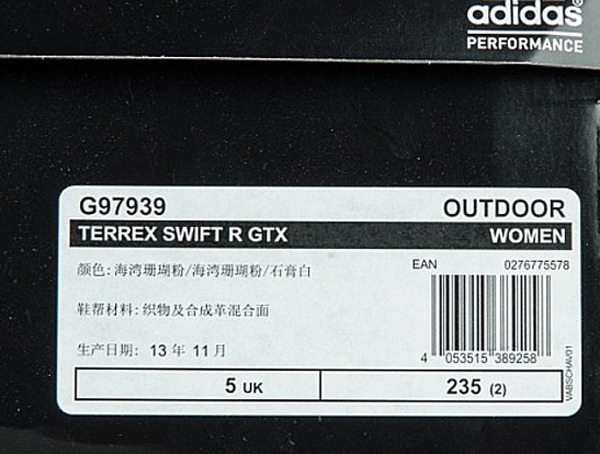 adidas
PERFORMANCE
G97939 OUTDOOR
TERREX SWIFT R GTX WOMEN
颜色: 海湾珊瑚粉/海湾珊瑚粉/石膏白 EAN 0276775578
鞋帮材料: 织物及合成革混合面
生产日期: 13 年 11 月 4 053515 389258
5 UK 235 (2)
VABSCHAV01